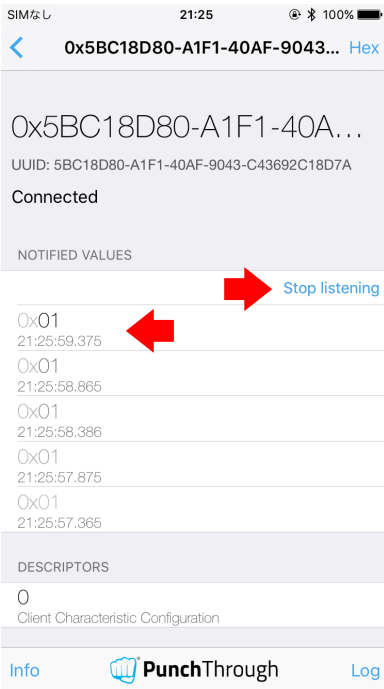 SIMなし 21:25 100%
0x5BC18D80-A1F1-40AF-9043... Hex
0x5BC18D80-A1F1-40A...
UUID: 5BC18D80-A1F1-40AF-9043-C43692C18D7A
Connected
NOTIFIED VALUES
Stop listening
0x01
21:25:59.375
0x01
21:25:58.865
0x01
21:25:58.386
0x01
21:25:57.875
0x01
21:25:57.365
DESCRIPTORS
0
Client Characteristic Configuration
Info PunchThrough Log